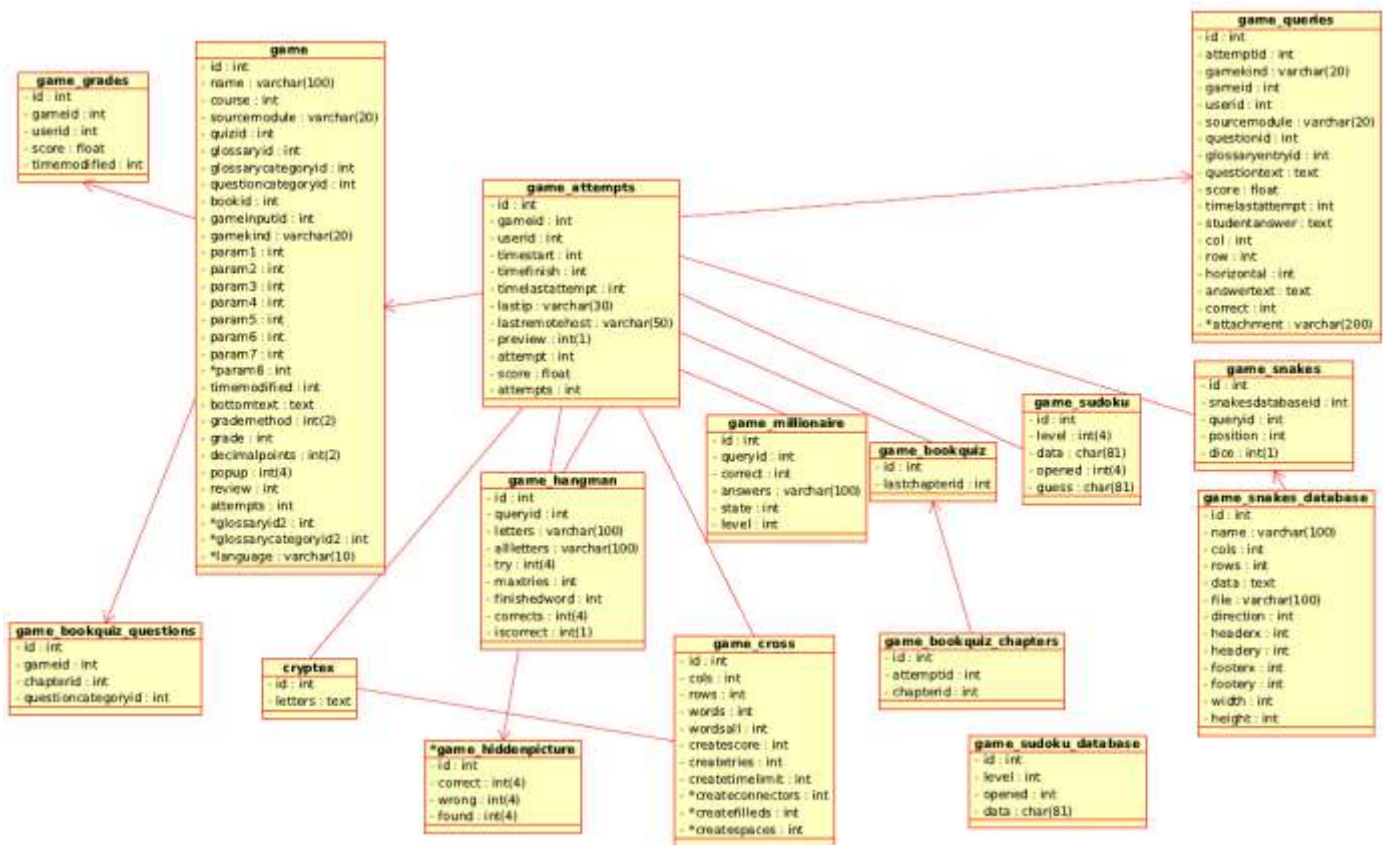 game_grades
- id : int
- gameid : int
- userid : int
- score : float
- timemodified : int
game
- id : int
- name : varchar(100)
- course : int
- sourcemodule : varchar(20)
- quizid : int
- glossaryid : int
- glossarycategoryid : int
- questioncategoryid : int
- bookid : int
- gameinputid : int
- gamekind : varchar(20)
- param1 : int
- param2 : int
- param3 : int
- param4 : int
- param5 : int
- param6 : int
- param7 : int
- *param8 : int
- timemodified : int
- bottomtext : text
- grademethod : int(2)
- grade : int
- decimalpoints : int(2)
- popup : int(4)
- review : int
- attempts : int
- *glossaryid2 : int
- *glossarycategoryid2 : int
- *language : varchar(10)
game_attempts
- id : int
- gameid : int
- userid : int
- timestart : int
- timefinish : int
- timelastattempt : int
- lastip : varchar(30)
- lastremotehost : varchar(50)
- preview : int(1)
- attempt : int
- score : float
- attempts : int
game_queries
- id : int
- attemptid : int
- gamekind : varchar(20)
- gameid : int
- userid : int
- sourcemodule : varchar(20)
- questionid : int
- glossaryentryid : int
- questiontext : text
- score : float
- timelastattempt : int
- studentanswer : text
- col : int
- row : int
- horizontal : int
- answertext : text
- correct : int
- *attachment : varchar(200)
game_snakes
- id : int
- snakesdatabaseid : int
- queryid : int
- position : int
- dice : int(1)
game_sudoku
- id : int
- level : int(4)
- data : char(81)
- opened : int(4)
- guess : char(81)
game_millionaire
- id : int
- queryid : int
- correct : int
- answers : varchar(100)
- state : int
- level : int
game_bookquiz
- id : int
- lastchapterid : int
game_hangman
- id : int
- queryid : int
- letters : varchar(100)
- allletters : varchar(100)
- try : int(4)
- maxtries : int
- finishedword : int
- corrects : int(4)
- iscorrect : int(1)
game_snakes_database
- id : int
- name : varchar(100)
- cols : int
- rows : int
- data : text
- file : varchar(100)
- direction : int
- headerx : int
- headery : int
- footerx : int
- footery : int
- width : int
- height : int
game_bookquiz_questions
- id : int
- gameid : int
- chapterid : int
- questioncategoryid : int
cryptex
- id : int
- letters : text
game_cross
- id : int
- cols : int
- rows : int
- words : int
- wordsall : int
- createscore : int
- createtries : int
- createtimelimit : int
- *createconnectors : int
- *createfilleds : int
- *createspaces : int
game_bookquiz_chapters
- id : int
- attemptid : int
- chapterid : int
*game_hiddenpicture
- id : int
- correct : int(4)
- wrong : int(4)
- found : int(4)
game_sudoku_database
- id : int
- level : int
- opened : int
- data : char(81)